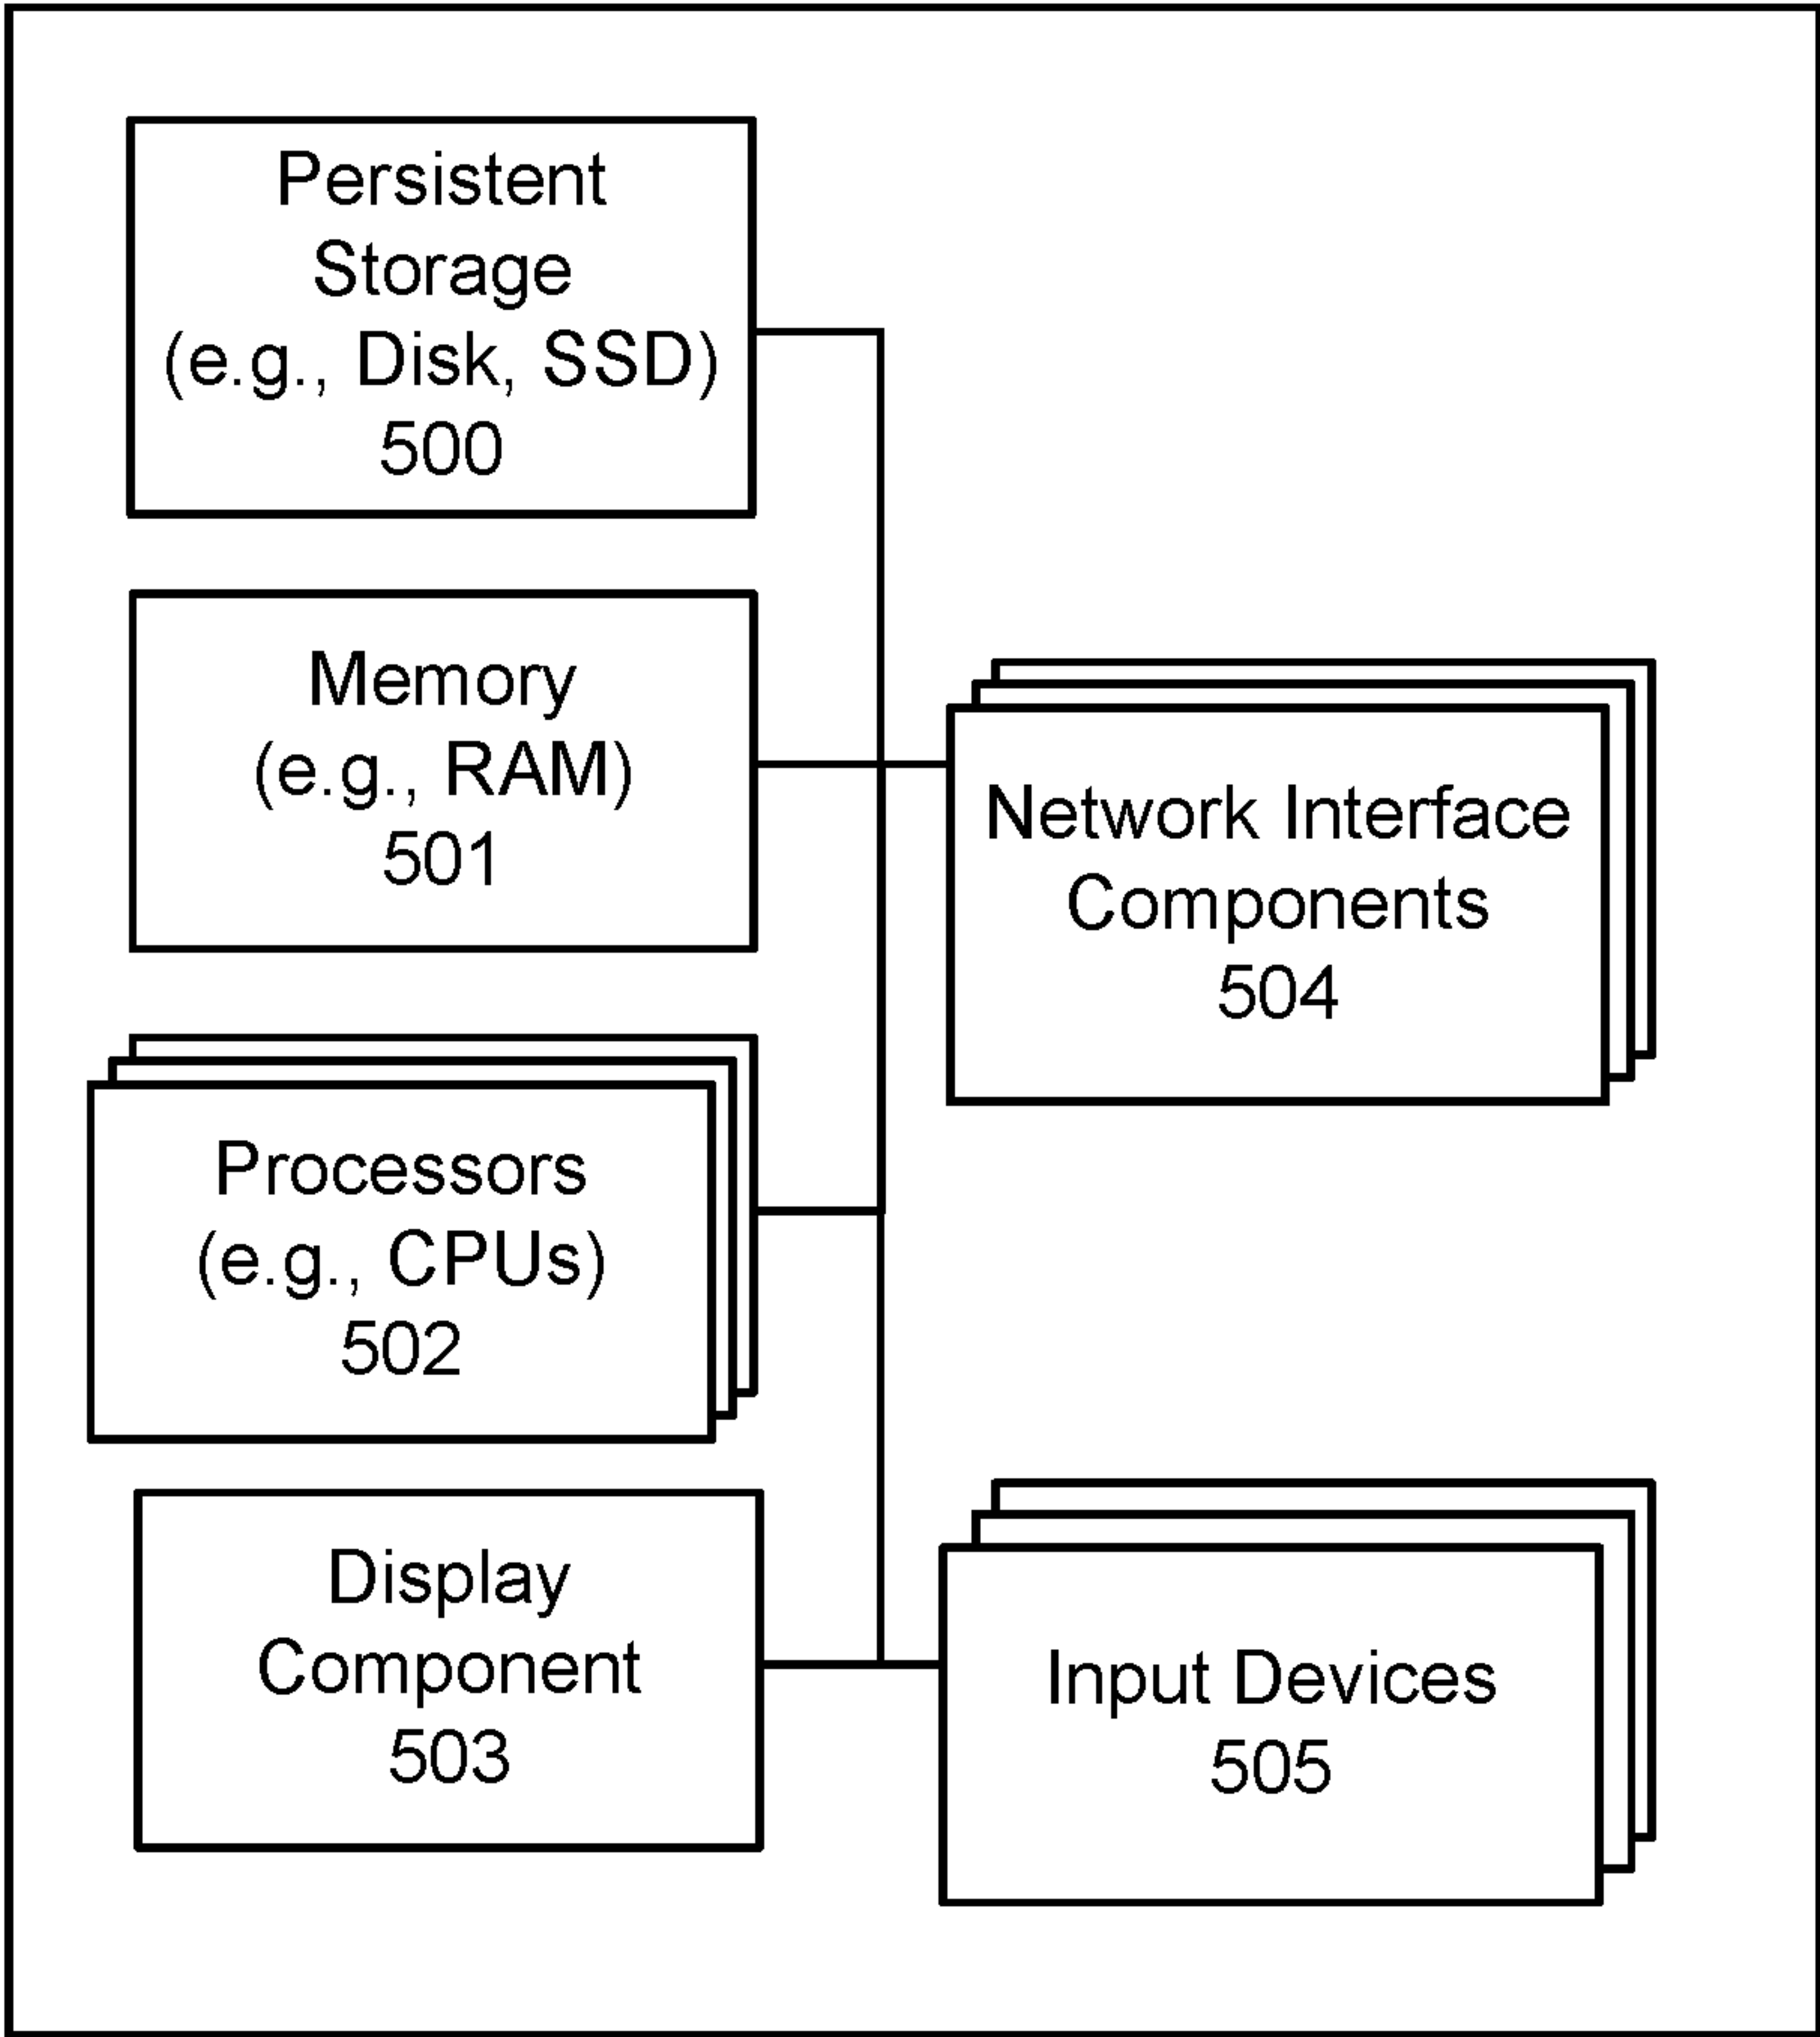 Persistent
Storage
(e.g., Disk, SSD)
500
Memory
(e.g., RAM)
501
Processors
(e.g., CPUs)
502
Display
Component
503
Network Interface
Components
504
Input Devices
505